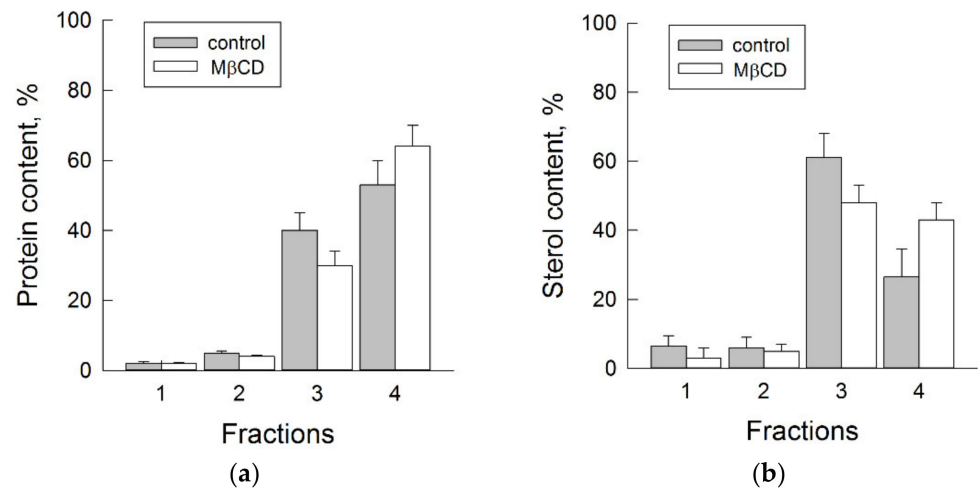 100
80
60
40
20
0
Protein content, %
control
MβCD
1 2 3 4
Fractions
(a)
100
80
60
40
20
0
Sterol content, %
control
MβCD
1 2 3 4
Fractions
(b)